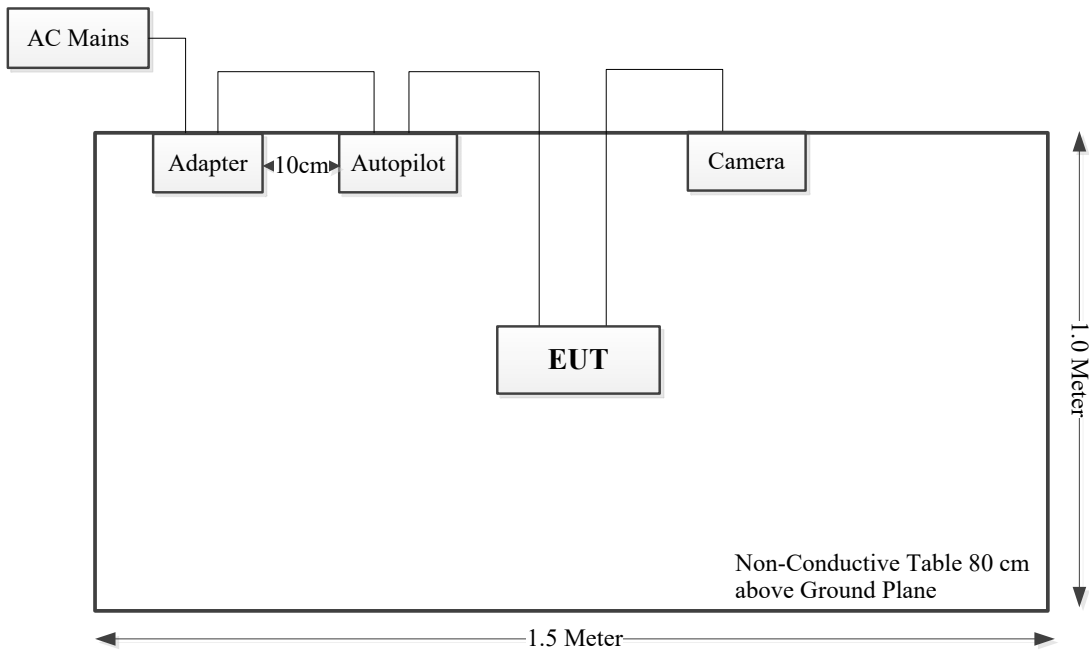 AC Mains
Adapter
10cm
Autopilot
Camera
EUT
1.0 Meter
Non-Conductive Table 80 cm
above Ground Plane
1.5 Meter